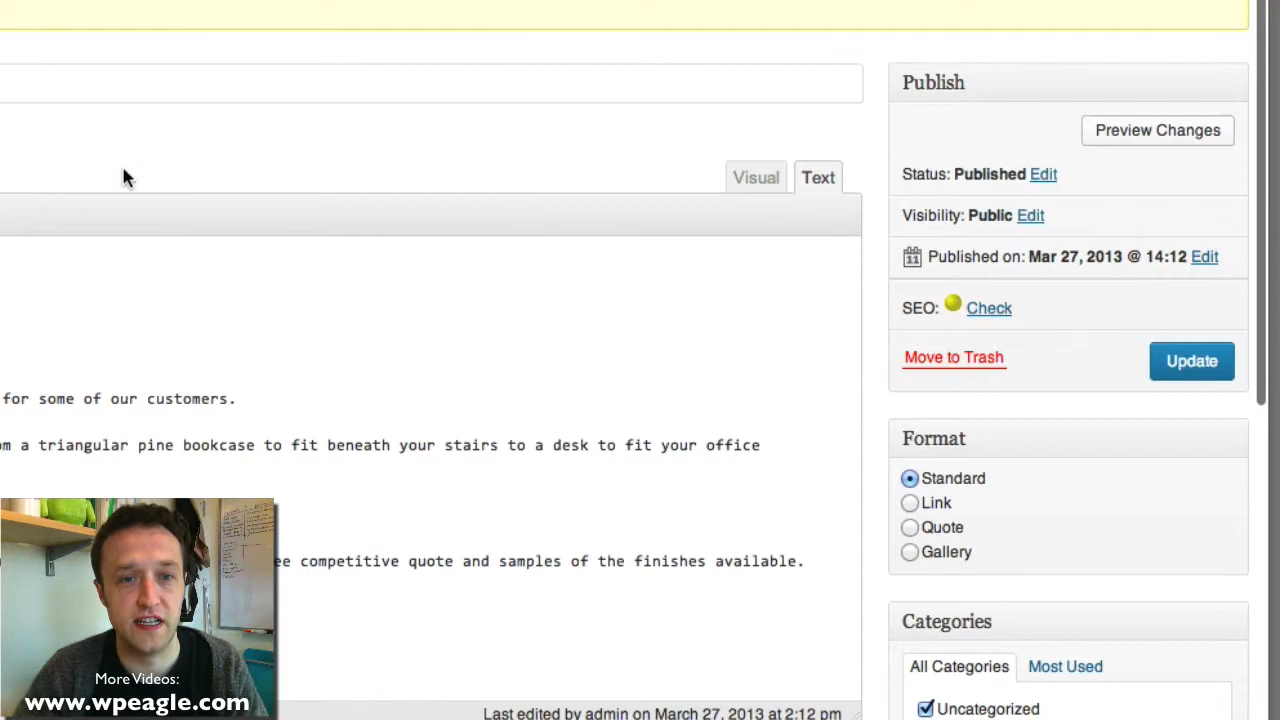 Publish
Preview Changes
Visual
Text
Status: Published Edit
Visibility: Public Edit
11 Published on: Mar 27, 2013 @ 14:12 Edit
SEO: Check
Move to Trash
Update
for some of our customers.
om a triangular pine bookcase to fit beneath your stairs to a desk to fit your office
ee competitive quote and samples of the finishes available.
Format
Standard
Link
Quote
Gallery
Categories
All Categories
Most Used
Uncategorized
Last edited by admin on March 27, 2013 at 2:12 pm
More Videos:
www.wpeagle.com